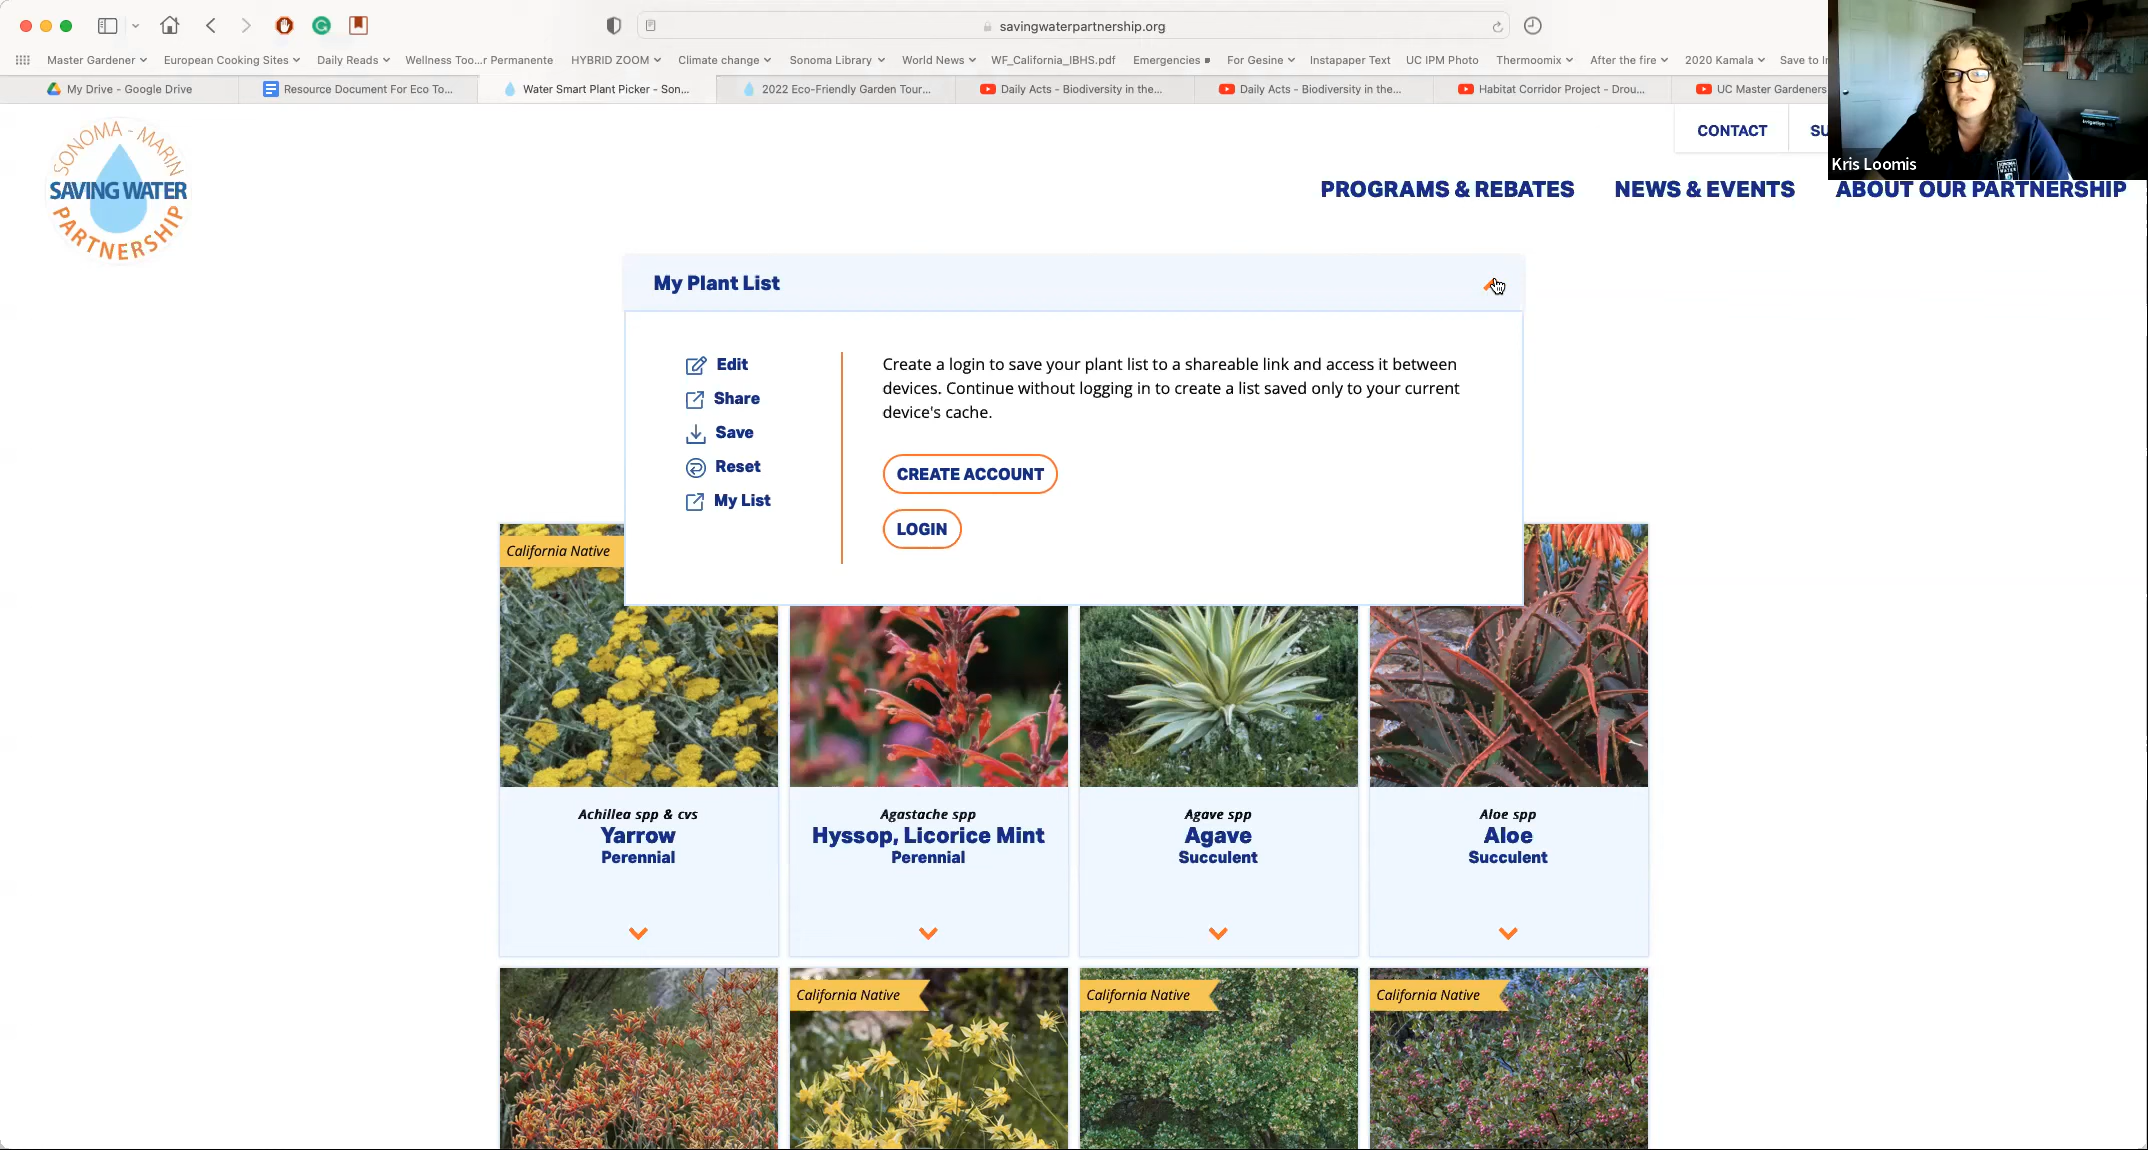 savingwaterpartnership.org
Master Gardener European Cooking Sites Daily Reads Wellness Too...r Permanente HYBRID ZOOM Climate change Sonoma Library World News WF_California_IBHS.pdf Emergencies For Gesine Instapaper Text UC IPM Photo Thermoomix After the fire 2020 Kamala Save to I
My Drive - Google Drive Resource Document For Eco To... Water Smart Plant Picker - Son... 2022 Eco-Friendly Garden Tour... Daily Acts - Biodiversity in the... Daily Acts - Biodiversity in the... Habitat Corridor Project - Drou... UC Master Gardeners
Kris Loomis
CONTACT SU
SONOMA - MARIN
SAVING WATER
PARTNERSHIP
PROGRAMS & REBATES NEWS & EVENTS ABOUT OUR PARTNERSHIP
My Plant List
Edit
Share
Save
Reset
My List
Create a login to save your plant list to a shareable link and access it between
devices. Continue without logging in to create a list saved only to your current
device's cache.
CREATE ACCOUNT
LOGIN
California Native
Achillea spp & cvs
Yarrow
Perennial
Agastache spp
Hyssop, Licorice Mint
Perennial
Agave spp
Agave
Succulent
Aloe spp
Aloe
Succulent
California Native
California Native
California Native